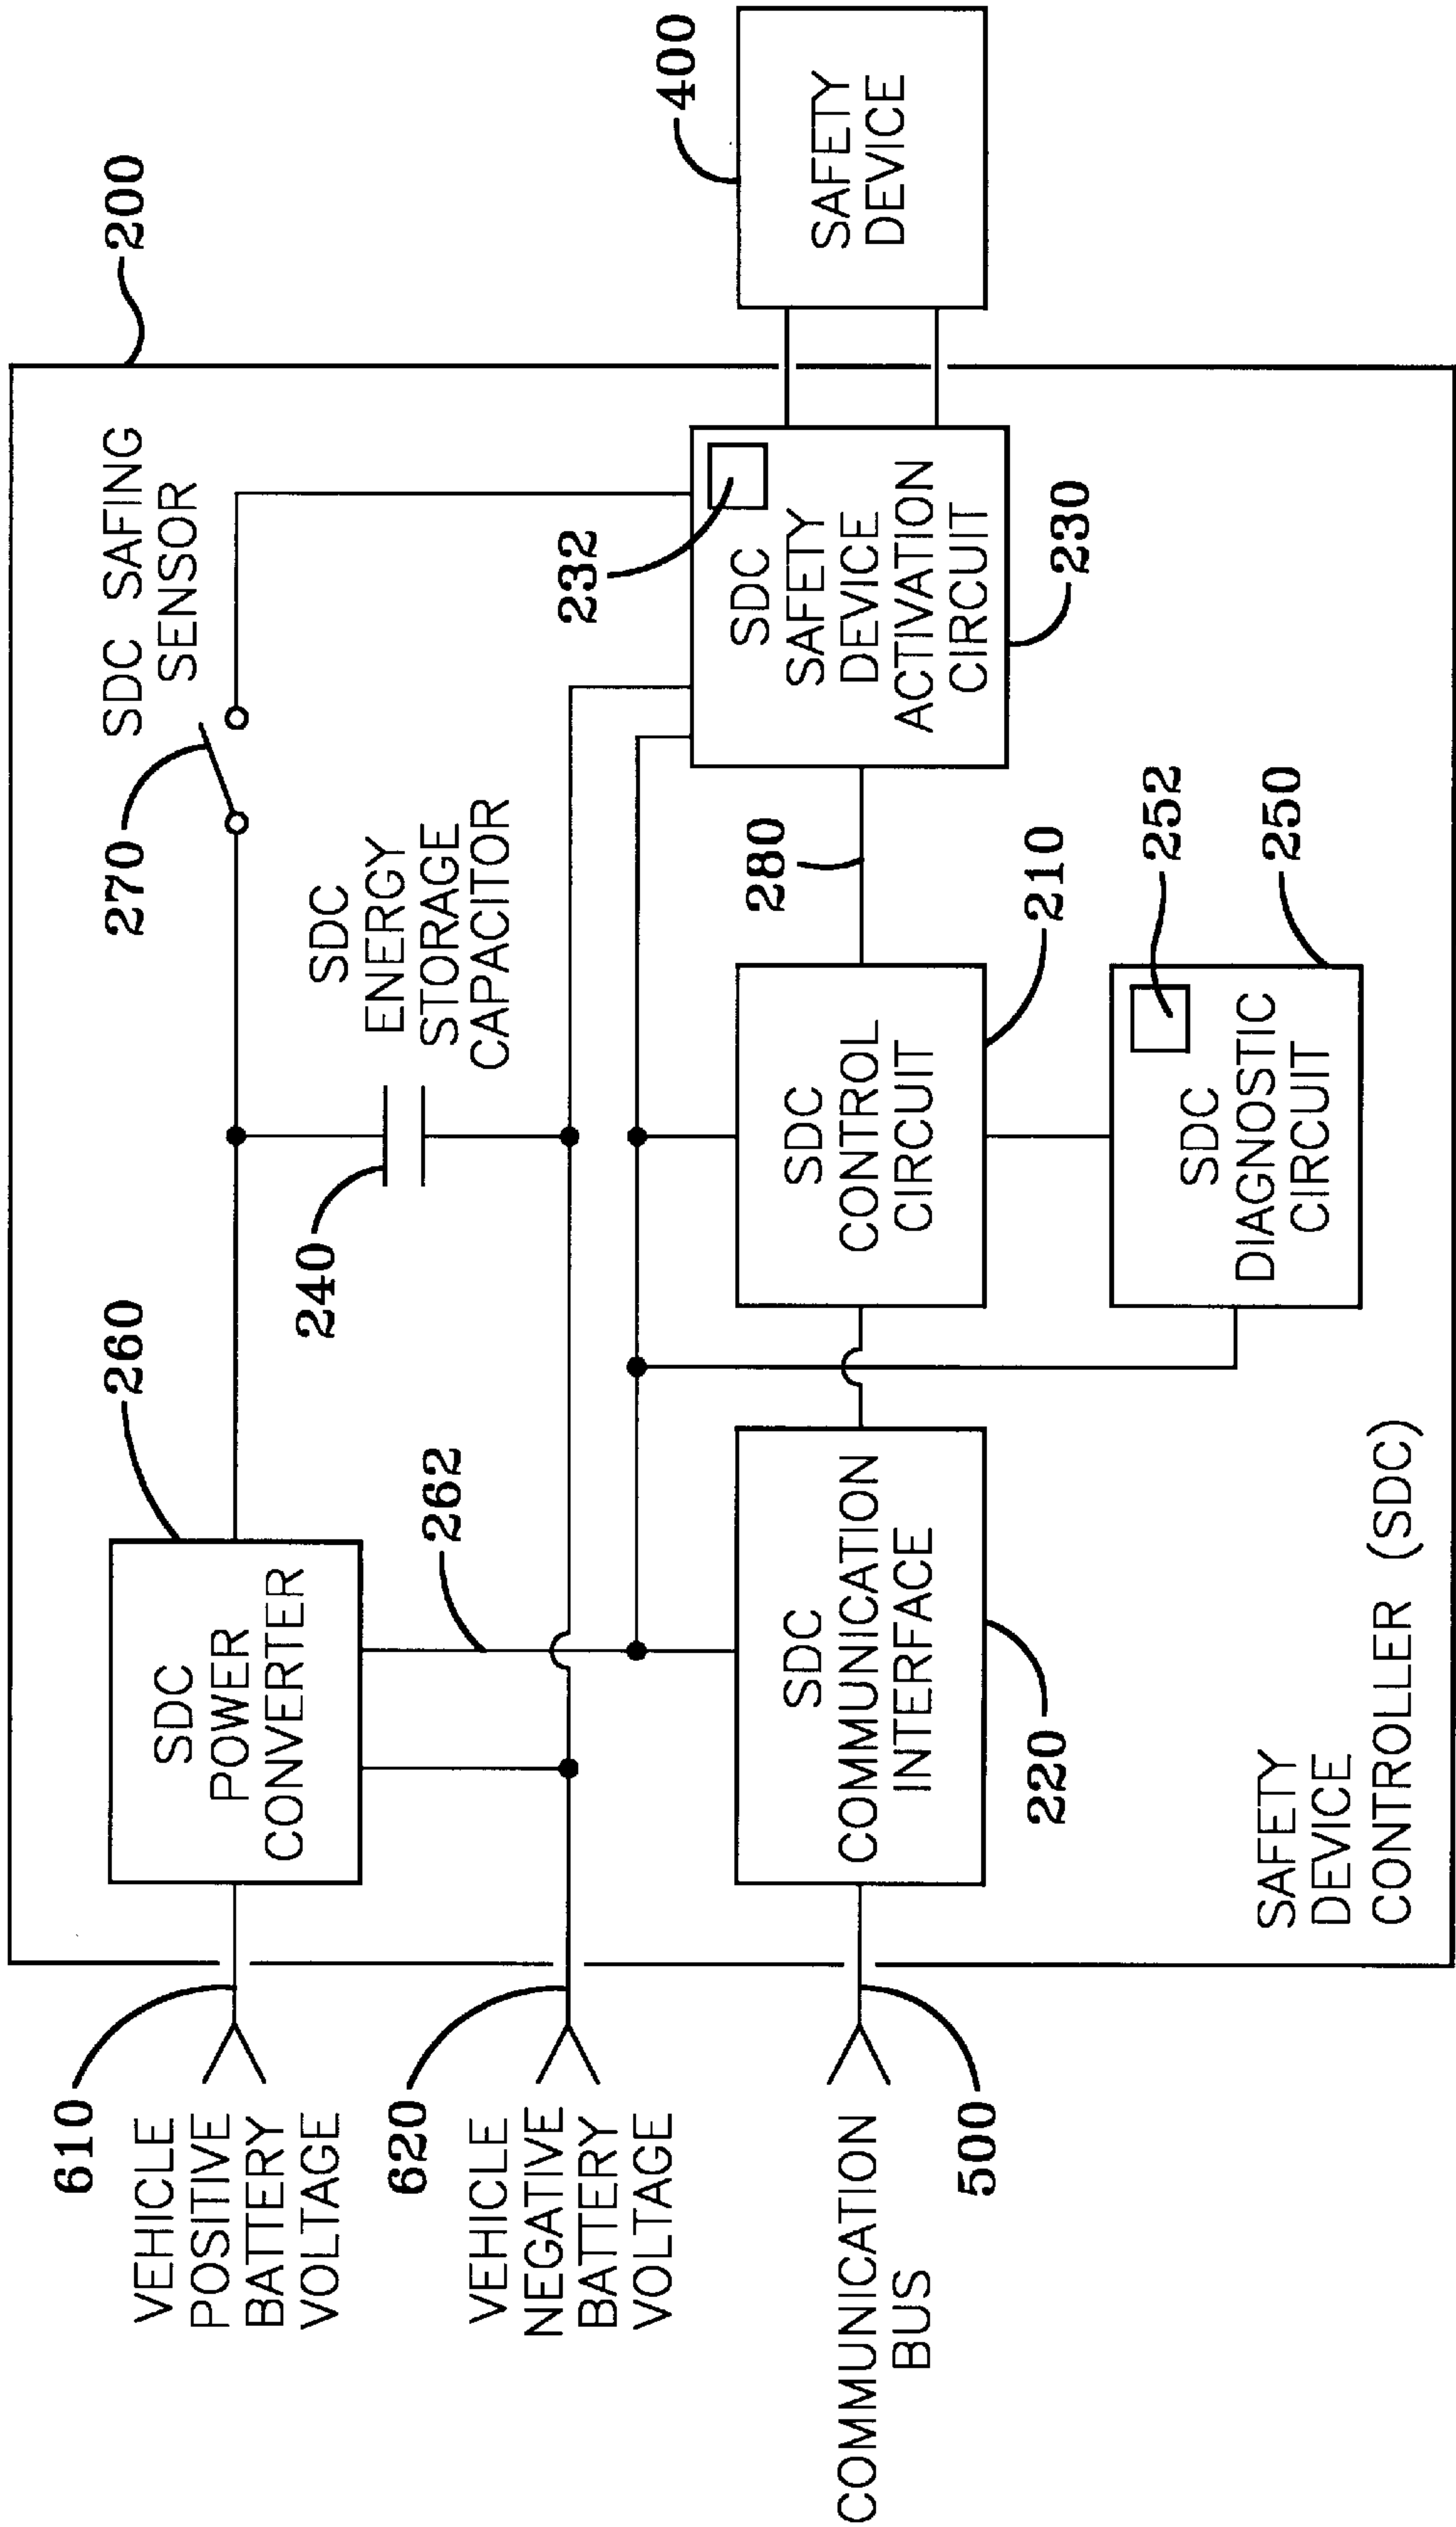 200
SDC SAFING
SENSOR
270
260
SDC
POWER
CONVERTER
610
VEHICLE
POSITIVE
BATTERY
VOLTAGE
SDC
ENERGY
STORAGE
CAPACITOR
240
262
620
VEHICLE
NEGATIVE
BATTERY
VOLTAGE
400
SAFETY
DEVICE
232
SDC
SAFETY
DEVICE
ACTIVATION
CIRCUIT
230
280
SDC
CONTROL
CIRCUIT
210
SDC
COMMUNICATION
INTERFACE
220
COMMUNICATION
BUS
500
252
250
SDC
DIAGNOSTIC
CIRCUIT
SAFETY
DEVICE
CONTROLLER (SDC)